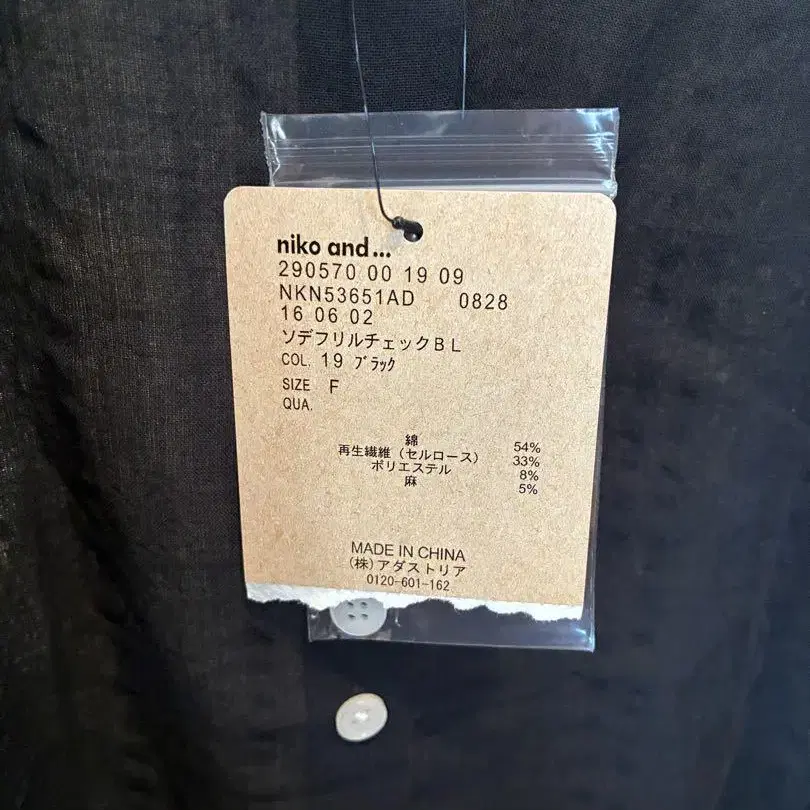 niko and...
290570 00 19 09
NKN53651AD 0828
16 06 02
ソデフリルチェックBL
COL. 19 ブラック
SIZE F
QUA.
綿 54%
再生繊維(セルロース) 33%
ポリエステル 8%
麻 5%
MADE IN CHINA
(株)アダストリア
0120-601-162